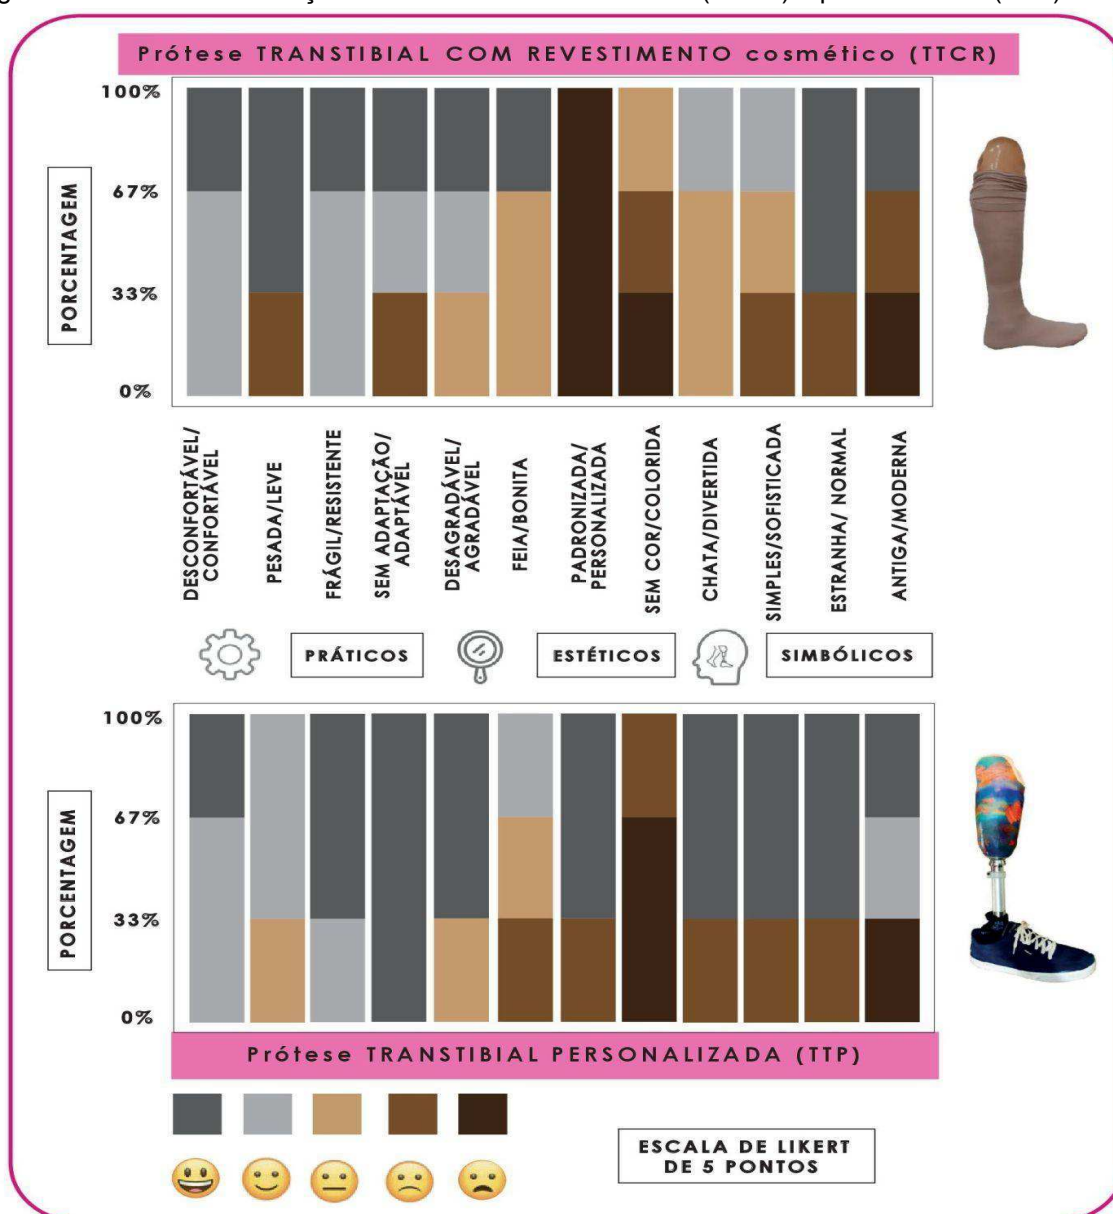 Prótese TRANSTIBIAL COM REVESTIMENTO cosmético (TTCR)
100%
67%
33%
0%
PORCENTAGEM
DESCONFORTÁVEL/
CONFORTÁVEL
PESADA/LEVE
FRÁGIL/RESISTENTE
SEM ADAPTAÇÃO/
ADAPTÁVEL
DESAGRADÁVEL/
AGRADÁVEL
FEIA/BONITA
PADRONIZADA/
PERSONALIZADA
SEM COR/COLORIDA
CHATA/DIVERTIDA
SIMPLES/SOFISTICADA
ESTRANHA/ NORMAL
ANTIGA/MODERNA
PRÁTICOS
ESTÉTICOS
SIMBÓLICOS
100%
67%
33%
0%
PORCENTAGEM
Prótese TRANSTIBIAL PERSONALIZADA (TTP)
ESCALA DE LIKERT
DE 5 PONTOS